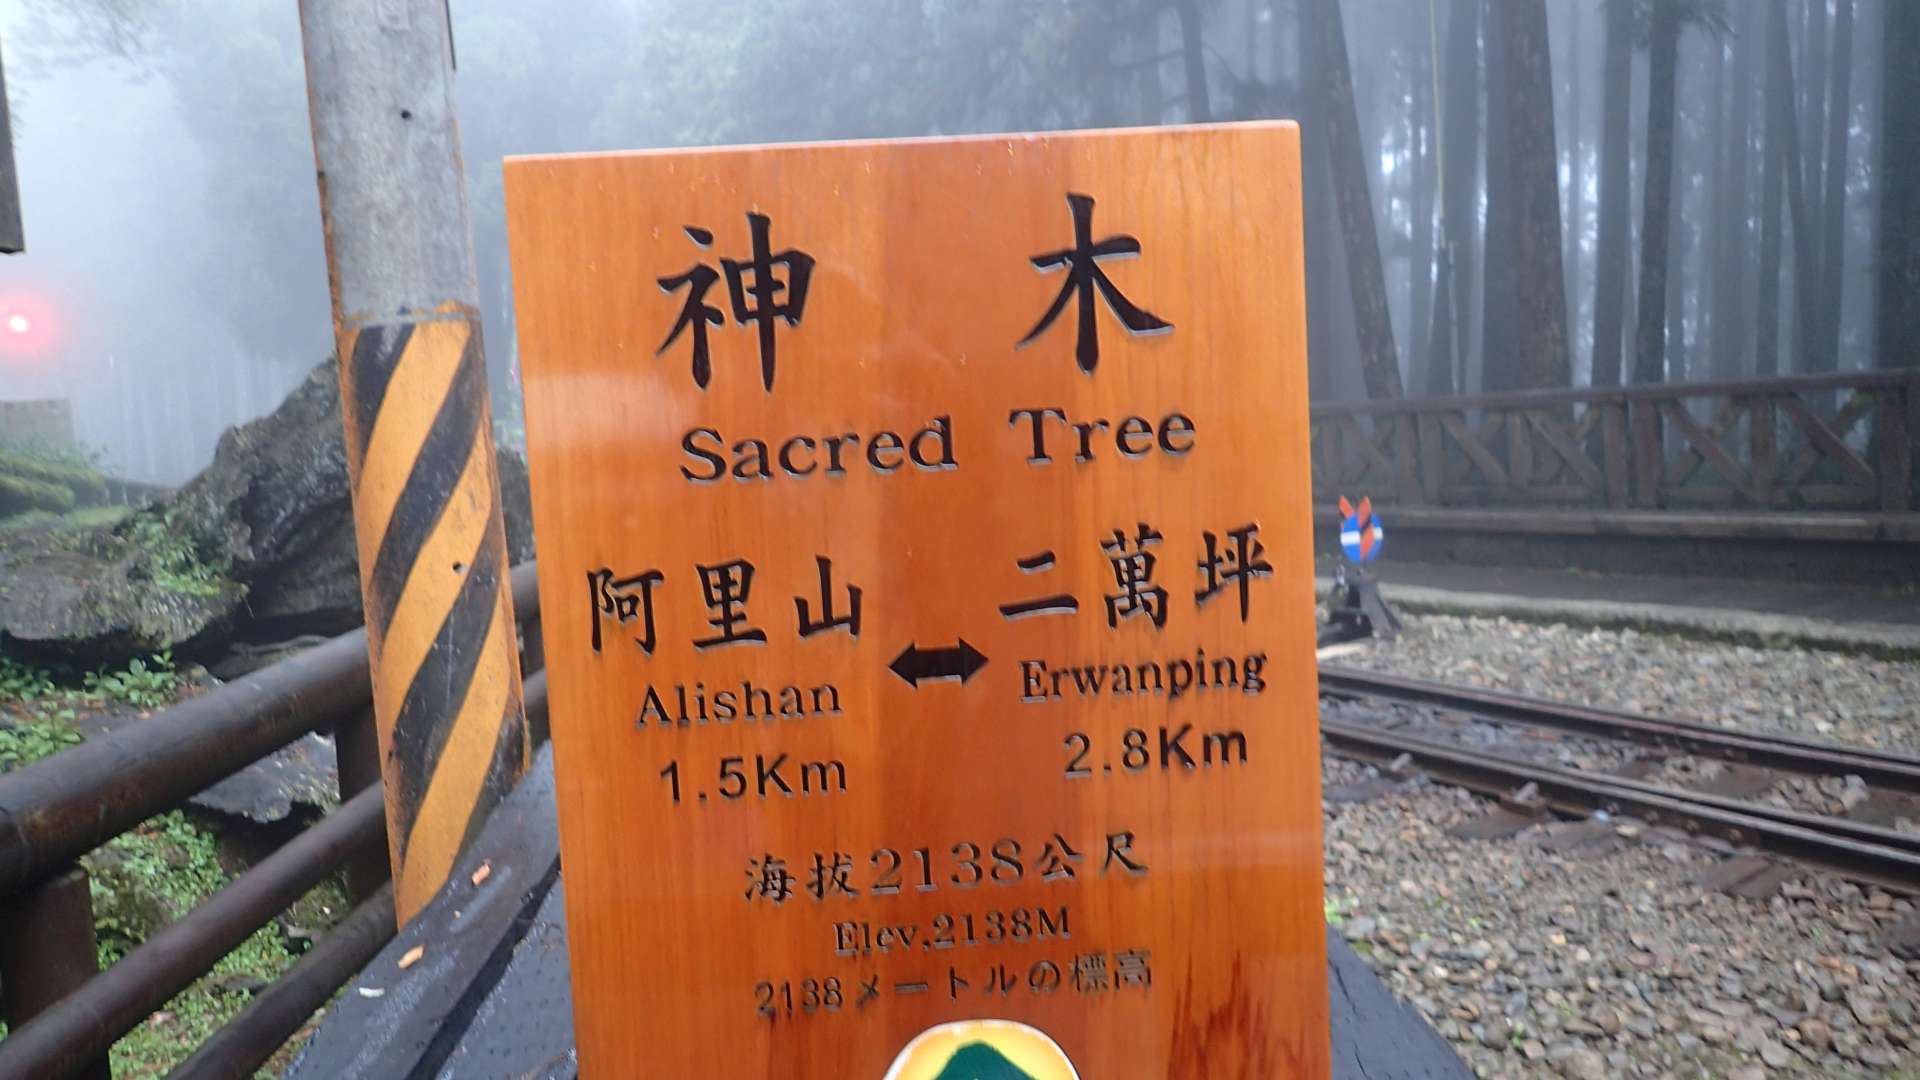 神 木
Sacred Tree
阿里山 ↔ 二萬坪
Alishan Erwanping
1.5Km 2.8Km
海拔2138公尺
Elev.2138M
2138メートルの標高